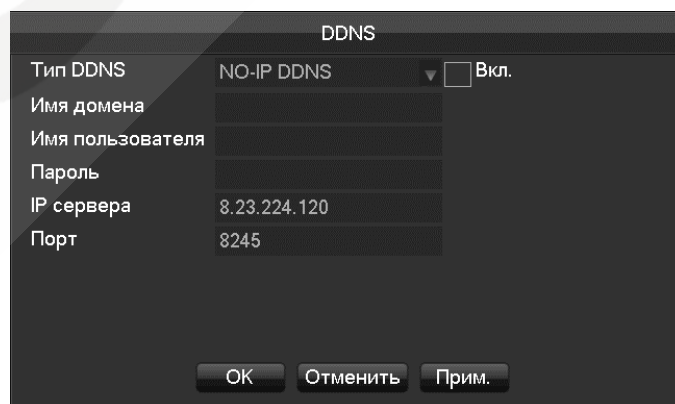 DDNS
Тип DDNS NO-IP DDNS Вкл.
Имя домена
Имя пользователя
Пароль
IP сервера 8.23.224.120
Порт 8245
OK Отменить Прим.